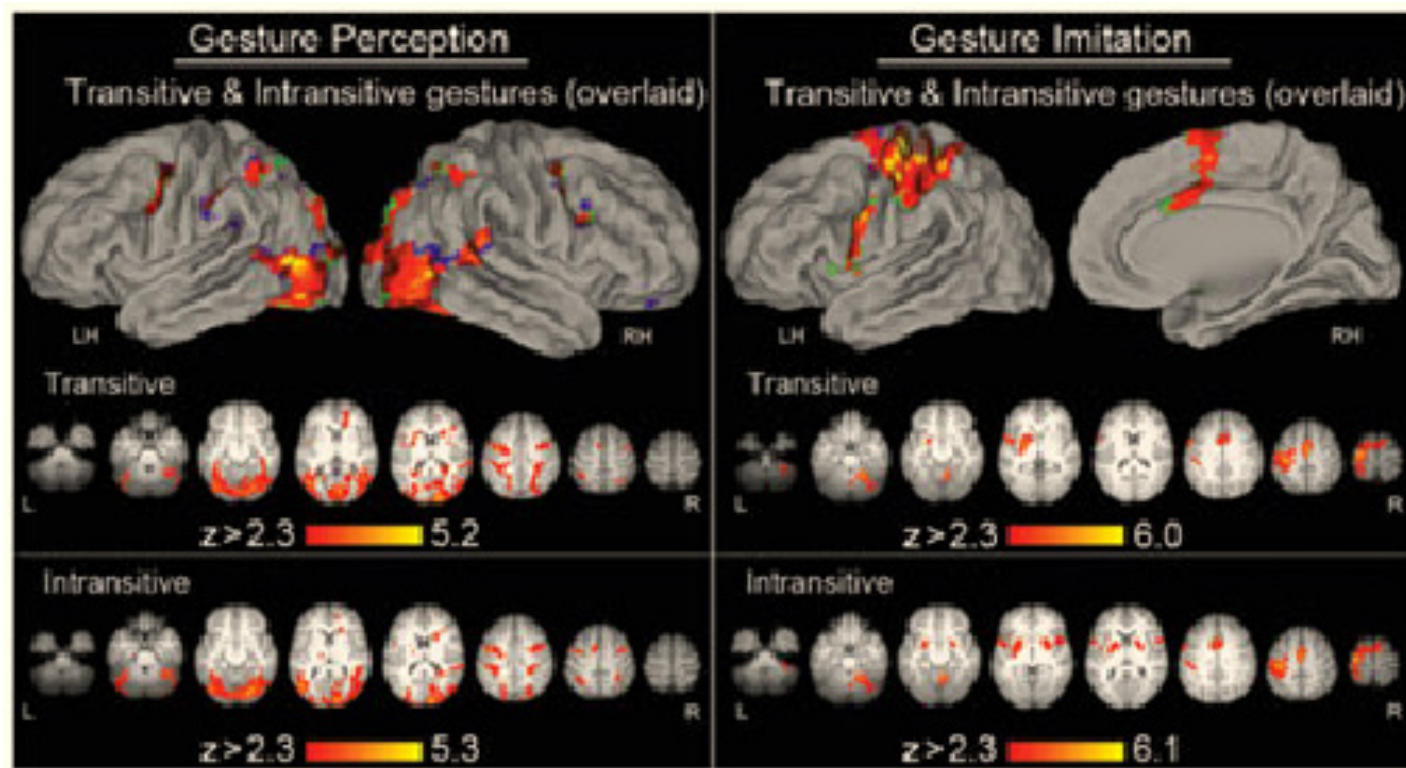 Gesture Perception
Transitive & Intransitive gestures (overlaid)
LH
RH
Transitive
L
R
z>2.3
5.2
Intransitive
L
R
z>2.3
5.3
Gesture Imitation
Transitive & Intransitive gestures (overlaid)
LH
RH
Transitive
L
R
z>2.3
6.0
Intransitive
L
R
z>2.3
6.1